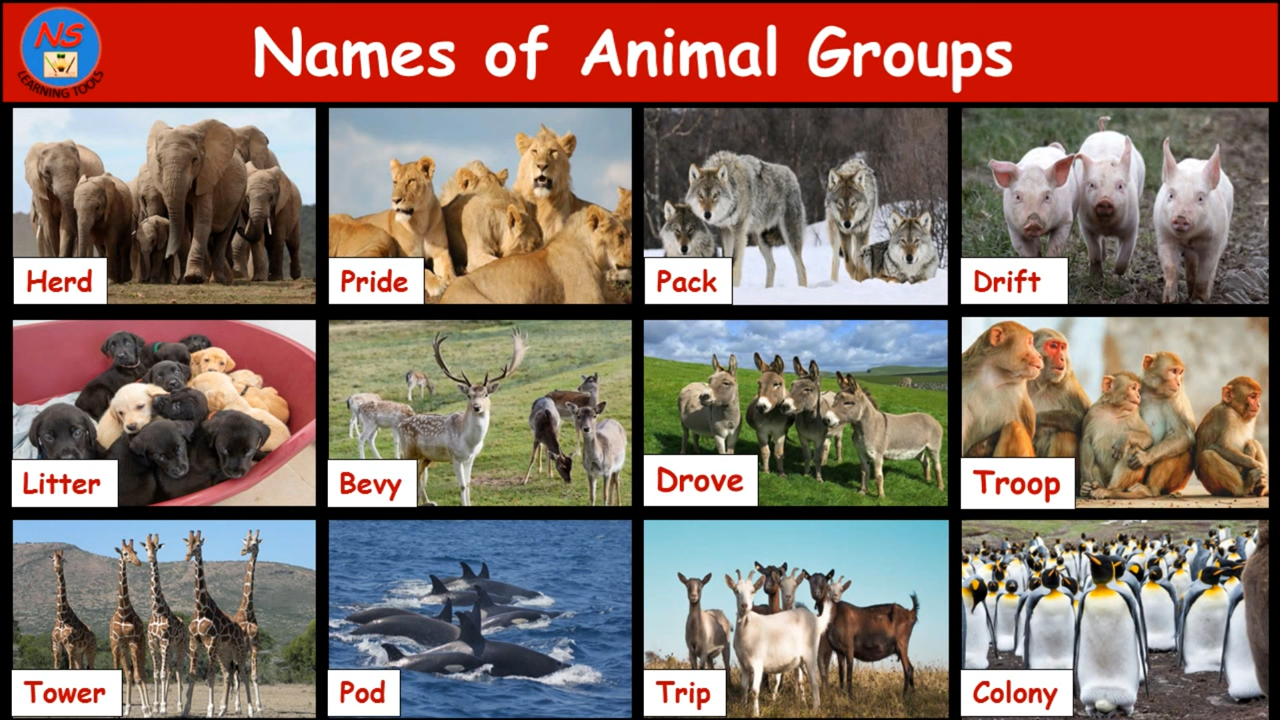 NS
LEARNING TOOLS
Names of Animal Groups
Herd
Pride
Pack
Drift
Litter
Bevy
Drove
Troop
Tower
Pod
Trip
Colony